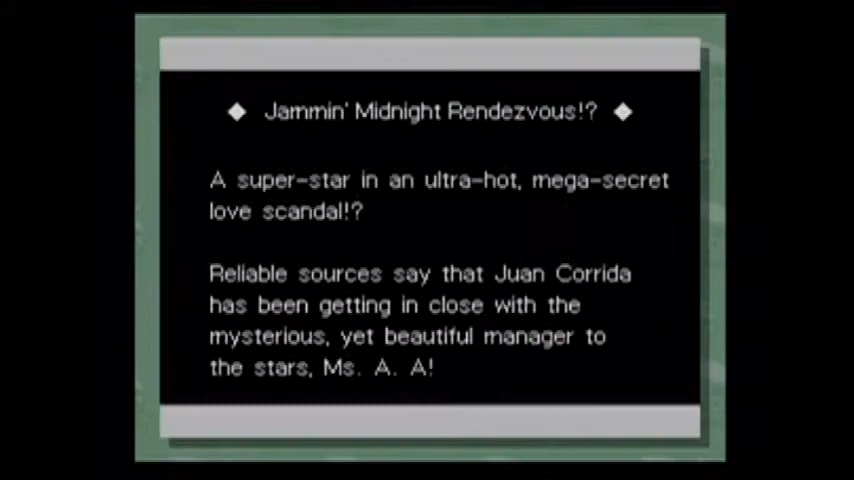 ◆ Jammin' Midnight Rendezvous!? ◆
A super-star in an ultra-hot, mega-secret
love scandal!?
Reliable sources say that Juan Corrida
has been getting in close with the
mysterious, yet beautiful manager to
the stars, Ms. A. A!